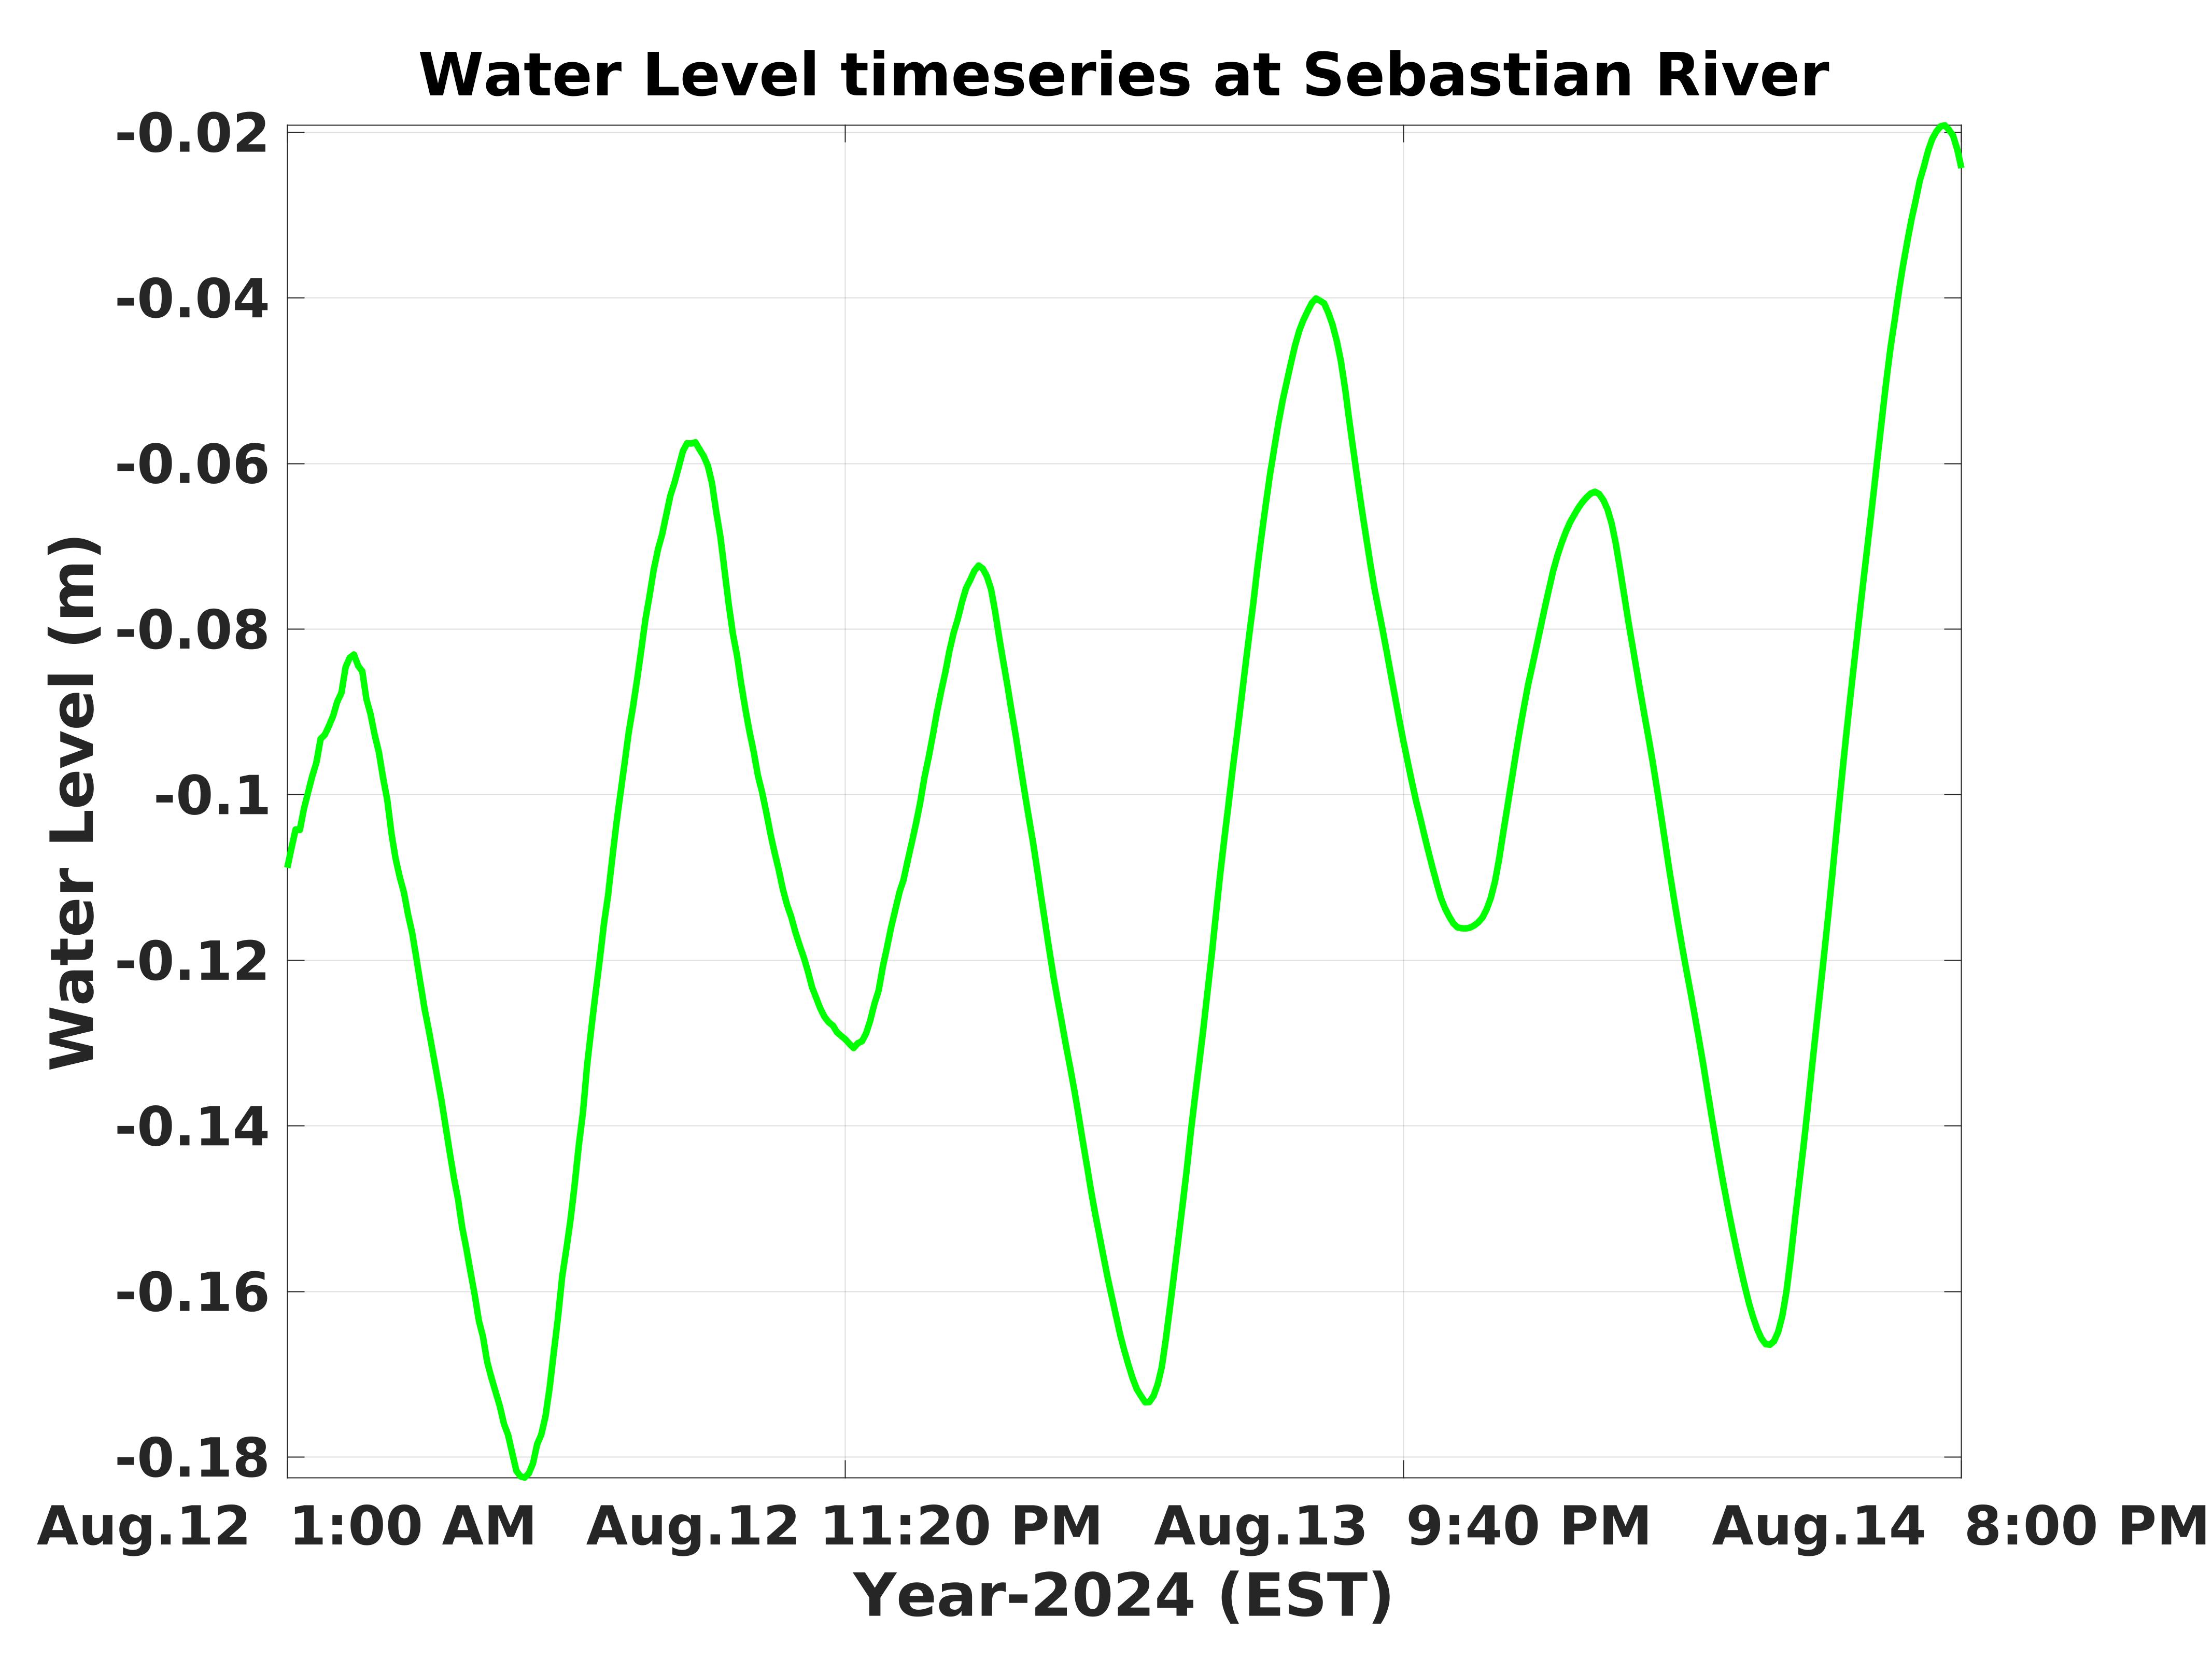 Water Level timeseries at Sebastian River
-0.02
-0.04
-0.06
-0.08
-0.1
-0.12
-0.14
-0.16
-0.18
Water Level (m)
Aug.12 1:00 AM Aug.12 11:20 PM Aug.13 9:40 PM Aug.14 8:00 PM
Year-2024 (EST)